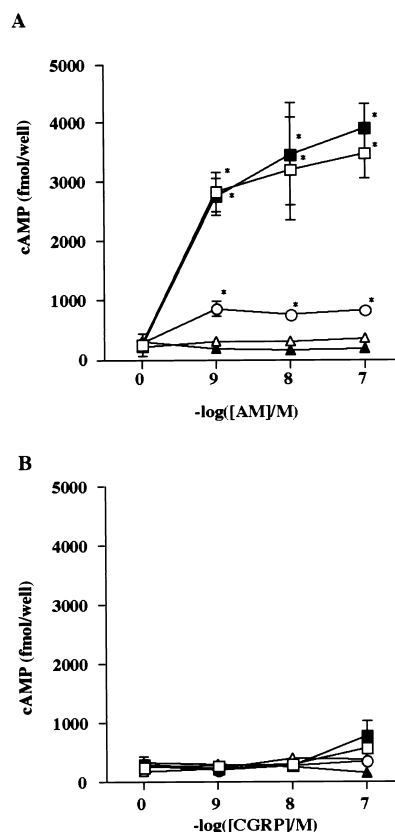 A
5000
4000
3000
2000
1000
0
cAMP (fmol/well)
* * * * * * * * *
0 9 8 7
-log([AM]/M)
B
5000
4000
3000
2000
1000
0
cAMP (fmol/well)
0 9 8 7
-log([CGRP]/M)